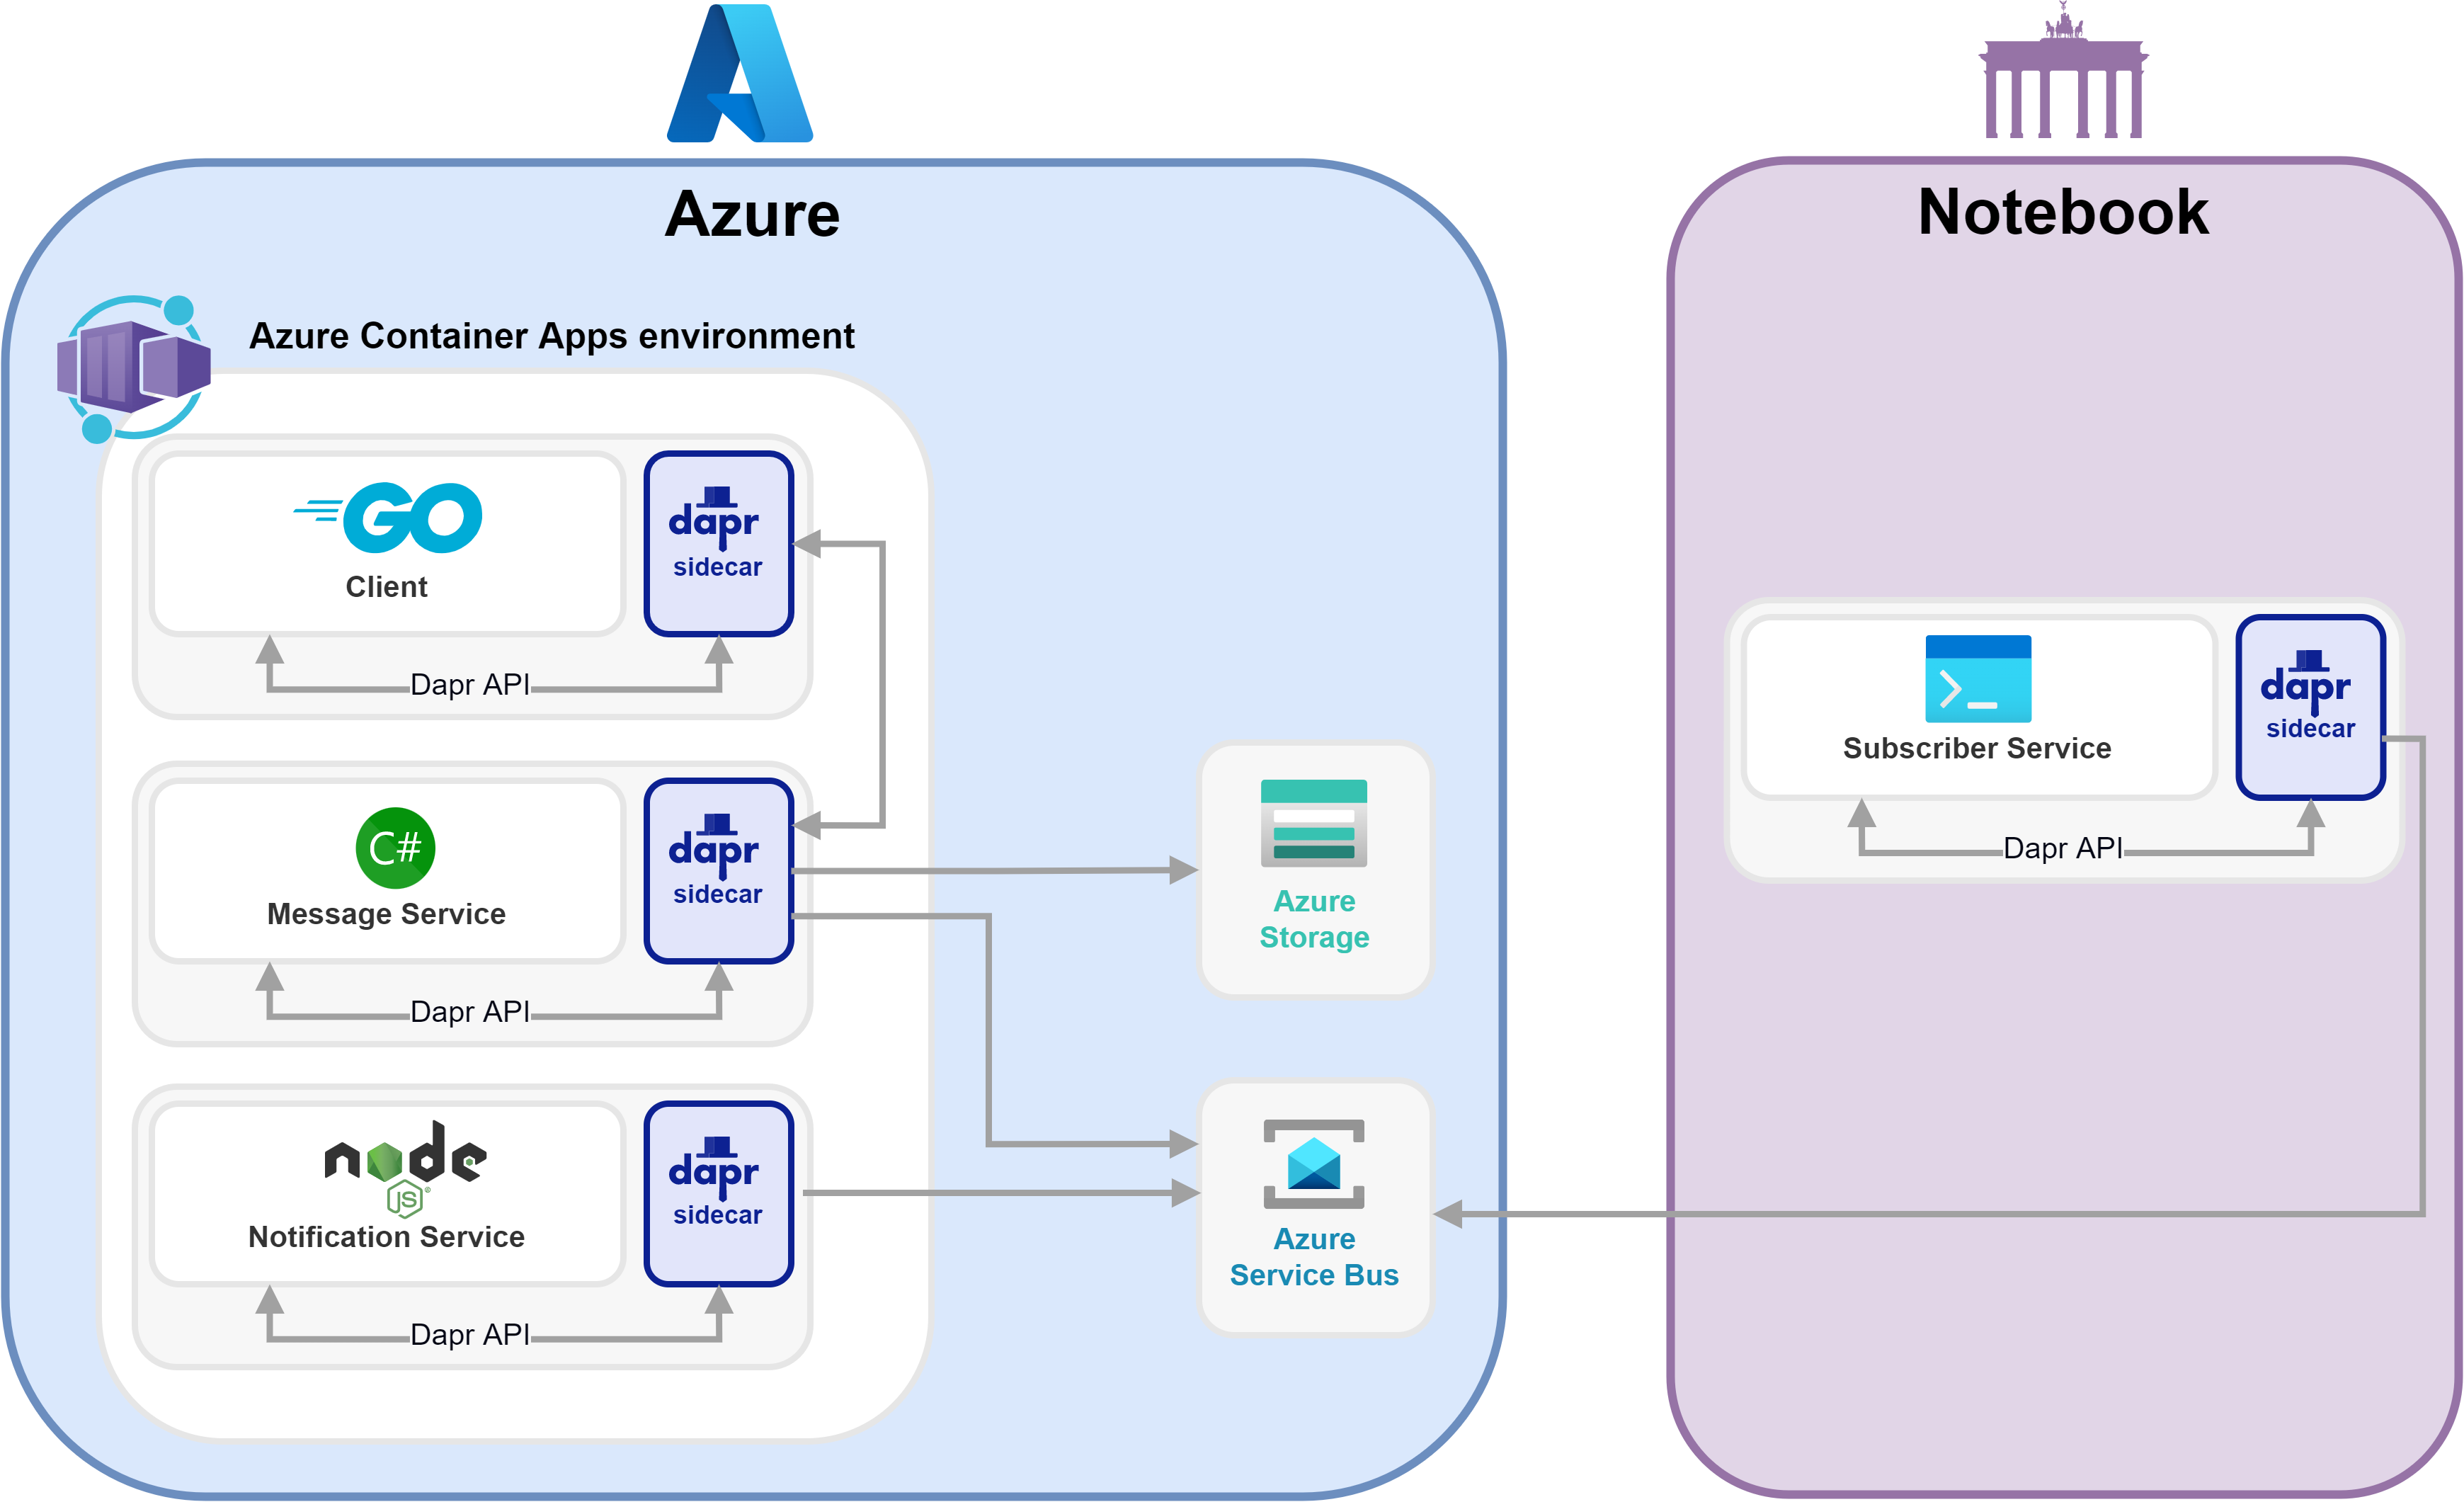 Azure
Notebook
Azure Container Apps environment
GO
Client
dapr
sidecar
Dapr API
C#
Message Service
dapr
sidecar
Dapr API
node
JS
Notification Service
dapr
sidecar
Dapr API
Azure
Storage
Azure
Service Bus
Subscriber Service
dapr
sidecar
Dapr API